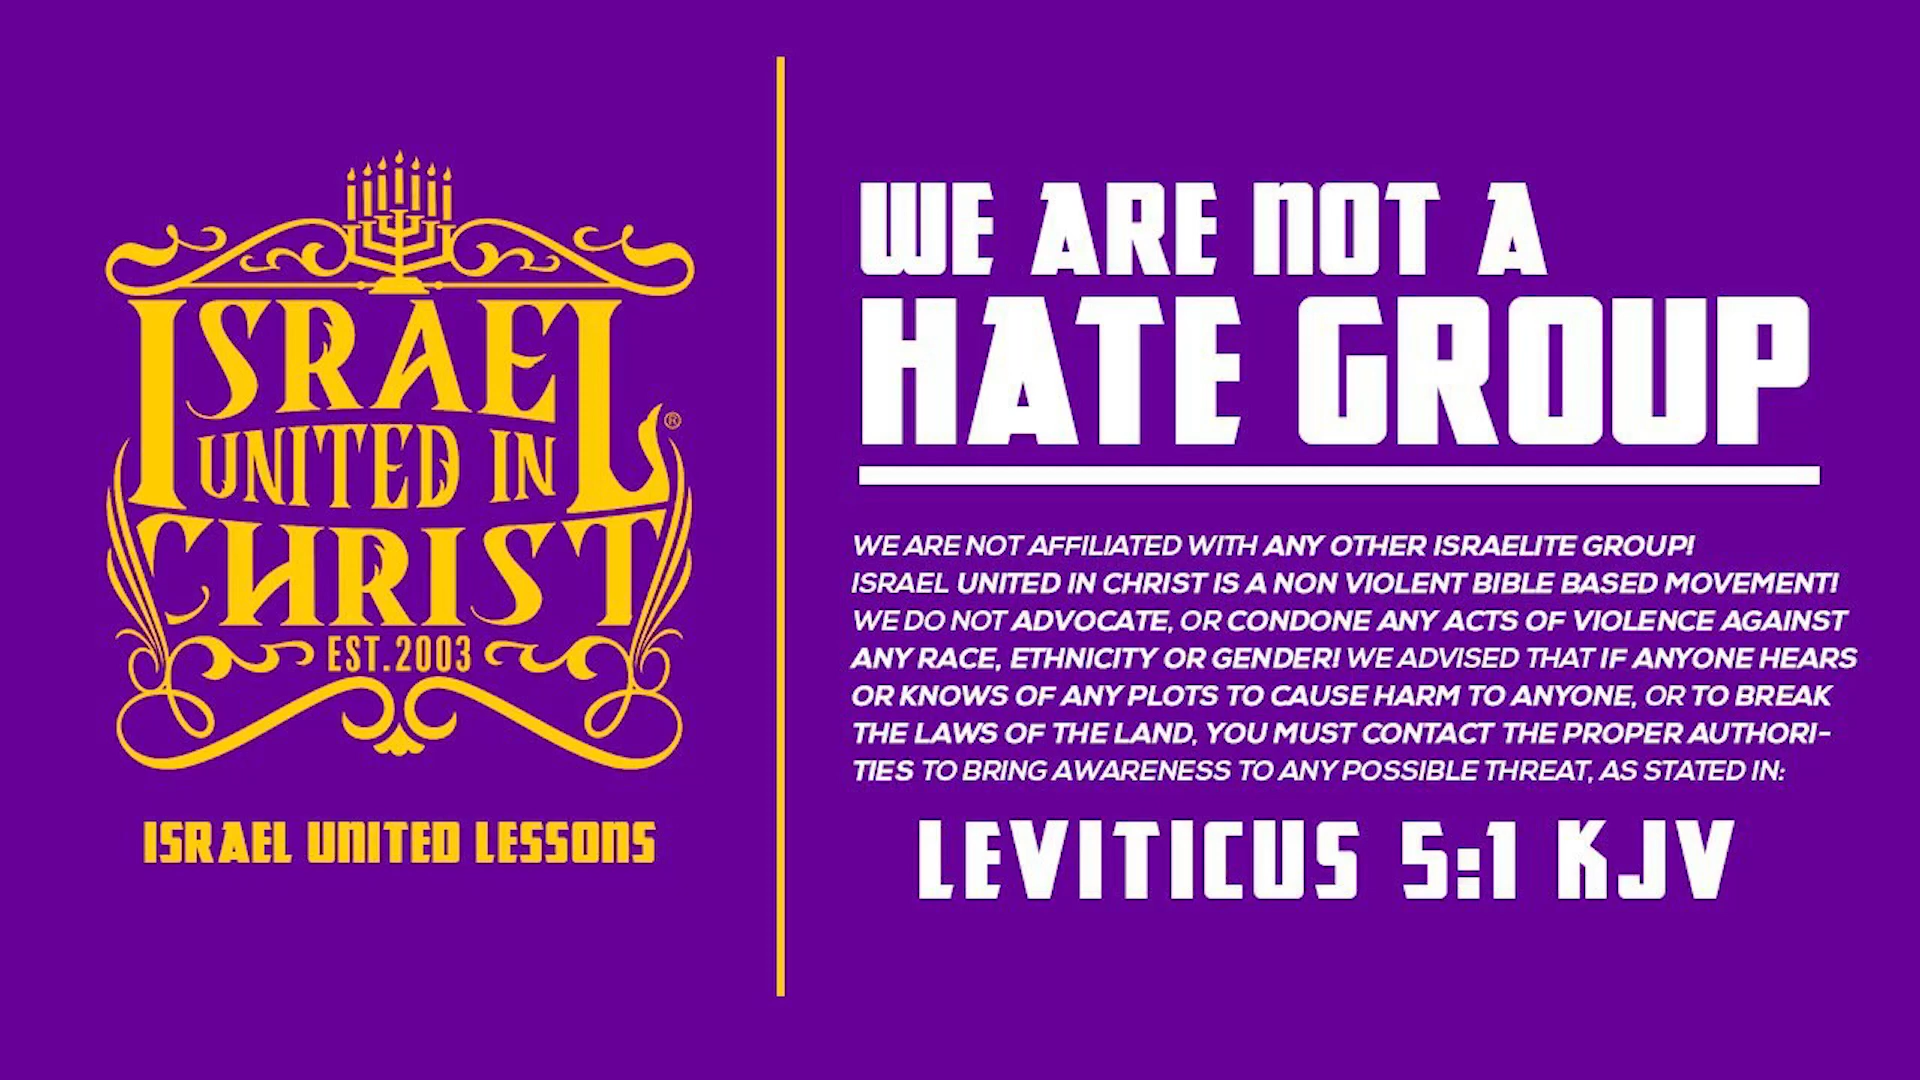 ISRAEL
UNITED IN
CHRIST
®
EST.2003
ISRAEL UNITED LESSONS
WE ARE NOT A
HATE GROUP
WE ARE NOT AFFILIATED WITH ANY OTHER ISRAELITE GROUP!
ISRAEL UNITED IN CHRIST IS A NON VIOLENT BIBLE BASED MOVEMENT!
WE DO NOT ADVOCATE, OR CONDONE ANY ACTS OF VIOLENCE AGAINST
ANY RACE, ETHNICITY OR GENDER! WE ADVISED THAT IF ANYONE HEARS
OR KNOWS OF ANY PLOTS TO CAUSE HARM TO ANYONE, OR TO BREAK
THE LAWS OF THE LAND, YOU MUST CONTACT THE PROPER AUTHORI-
TIES TO BRING AWARENESS TO ANY POSSIBLE THREAT, AS STATED IN:
LEVITICUS 5:1 KJV